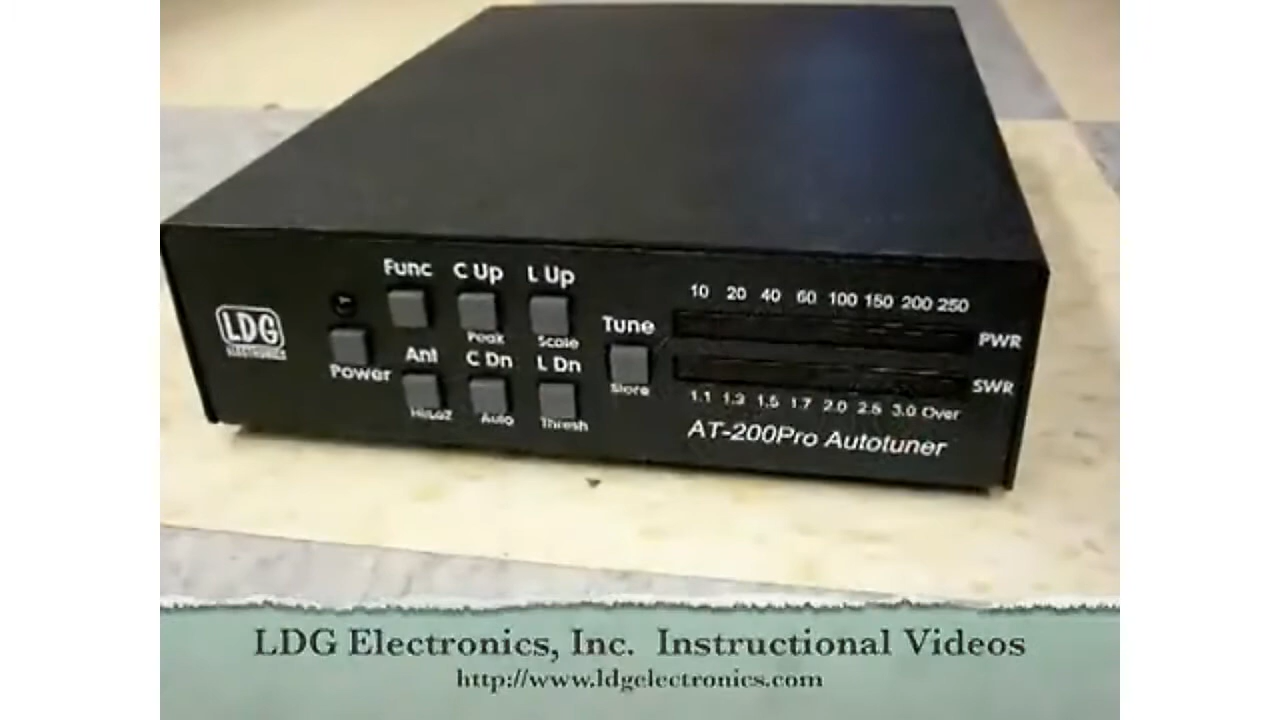 Func C Up L Up
10 20 40 60 100 150 200 250
LDG
Peak Scale
Tune
PWR
Power
Ant C Dn L Dn
Store
SWR
Hi/LoZ Auto Thresh
1.1 1.3 1.5 1.7 2.0 2.5 3.0 Over
AT-200Pro Autotuner
LDG Electronics, Inc. Instructional Videos
http://www.ldgelectronics.com